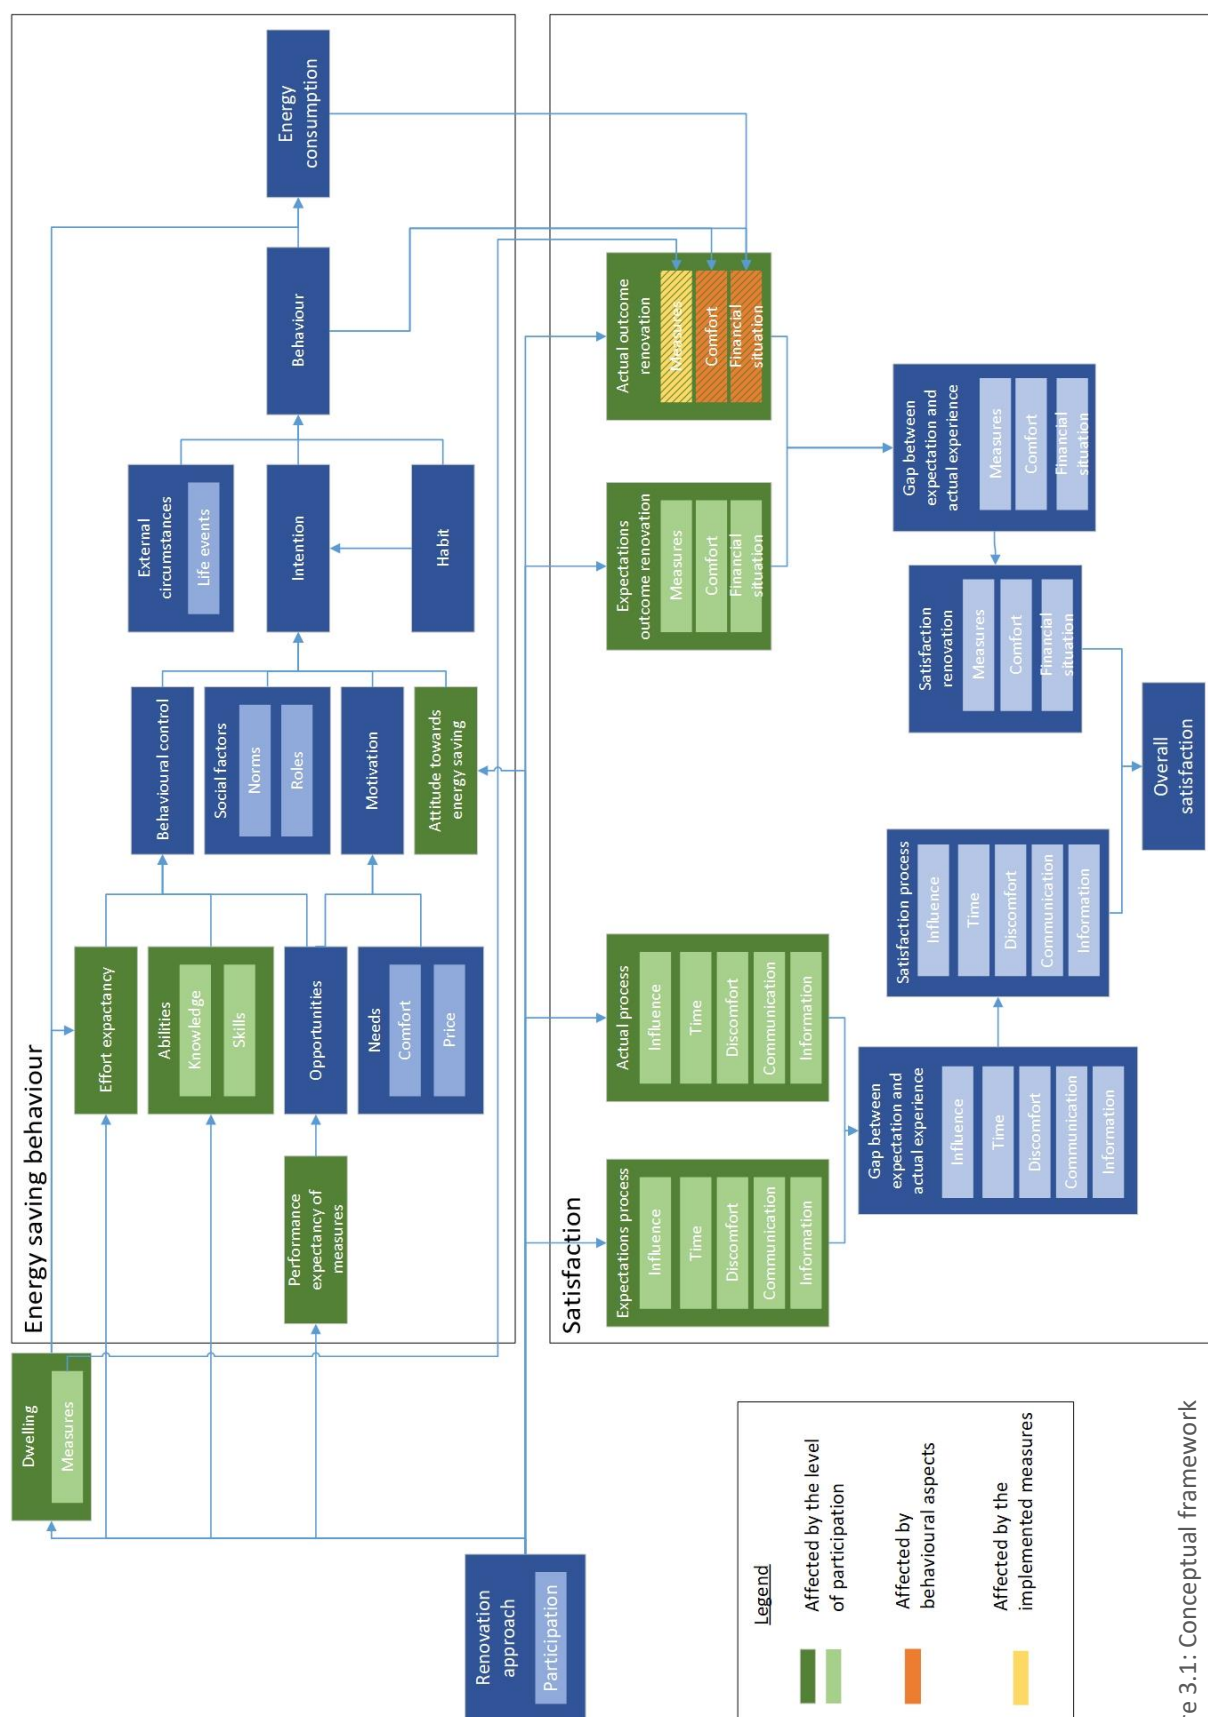 Dwelling
Measures
Renovation
approach
Participation
Energy saving behaviour
Effort expactancy
Abilities
Knowledge
Skills
Performance
expectancy of
measures
Opportunities
Needs
Comfort
Price
Behavioural control
Social factors
Norms
Roles
Motivation
Attitude towards
energy saving
External
circumstances
Life events
Intention
Habit
Behaviour
Energy
consumption
Satisfaction
Expectations process
Influence
Time
Discomfort
Communication
Information
Actual process
Influence
Time
Discomfort
Communication
Information
Gap between
expectation and
actual experience
Influence
Time
Discomfort
Communication
Information
Satisfaction process
Influence
Time
Discomfort
Communication
Information
Expectations
outcome renovation
Measures
Comfort
Financial
situation
Actual outcome
renovation
Measures
Comfort
Financial
situation
Gap between
expectation and
actual experience
Measures
Comfort
Financial
situation
Satisfaction
renovation
Measures
Comfort
Financial
situation
Overall
satisfaction
Legend
Affected by the level
of participation
Affected by
behavioural aspects
Affected by the
implemented measures
re 3.1: Conceptual framework